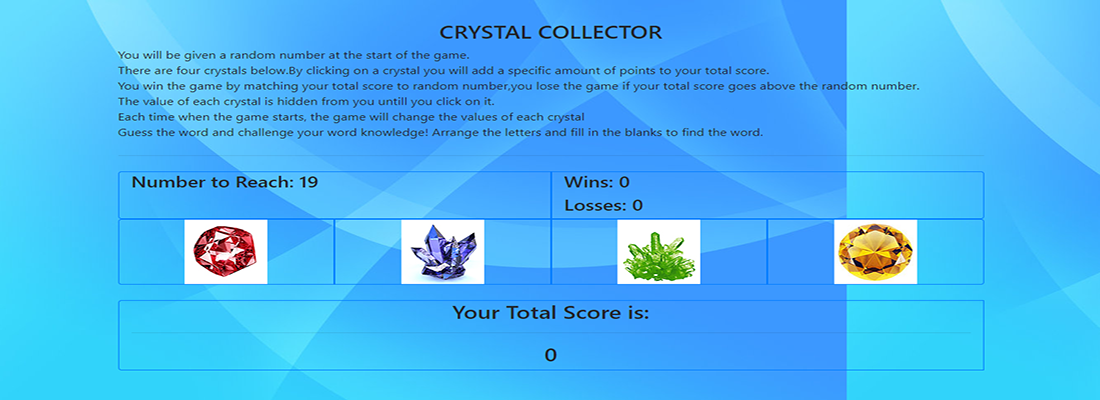 CRYSTAL COLLECTOR
You will be given a random number at the start of the game.
There are four crystals below.By clicking on a crystal you will add a specific amount of points to your total score.
You win the game by matching your total score to random number,you lose the game if your total score goes above the random number.
The value of each crystal is hidden from you untill you click on it.
Each time when the game starts, the game will change the values of each crystal
Guess the word and challenge your word knowledge! Arrange the letters and fill in the blanks to find the word.
Number to Reach: 19
Wins: 0
Losses: 0
Your Total Score is:
0